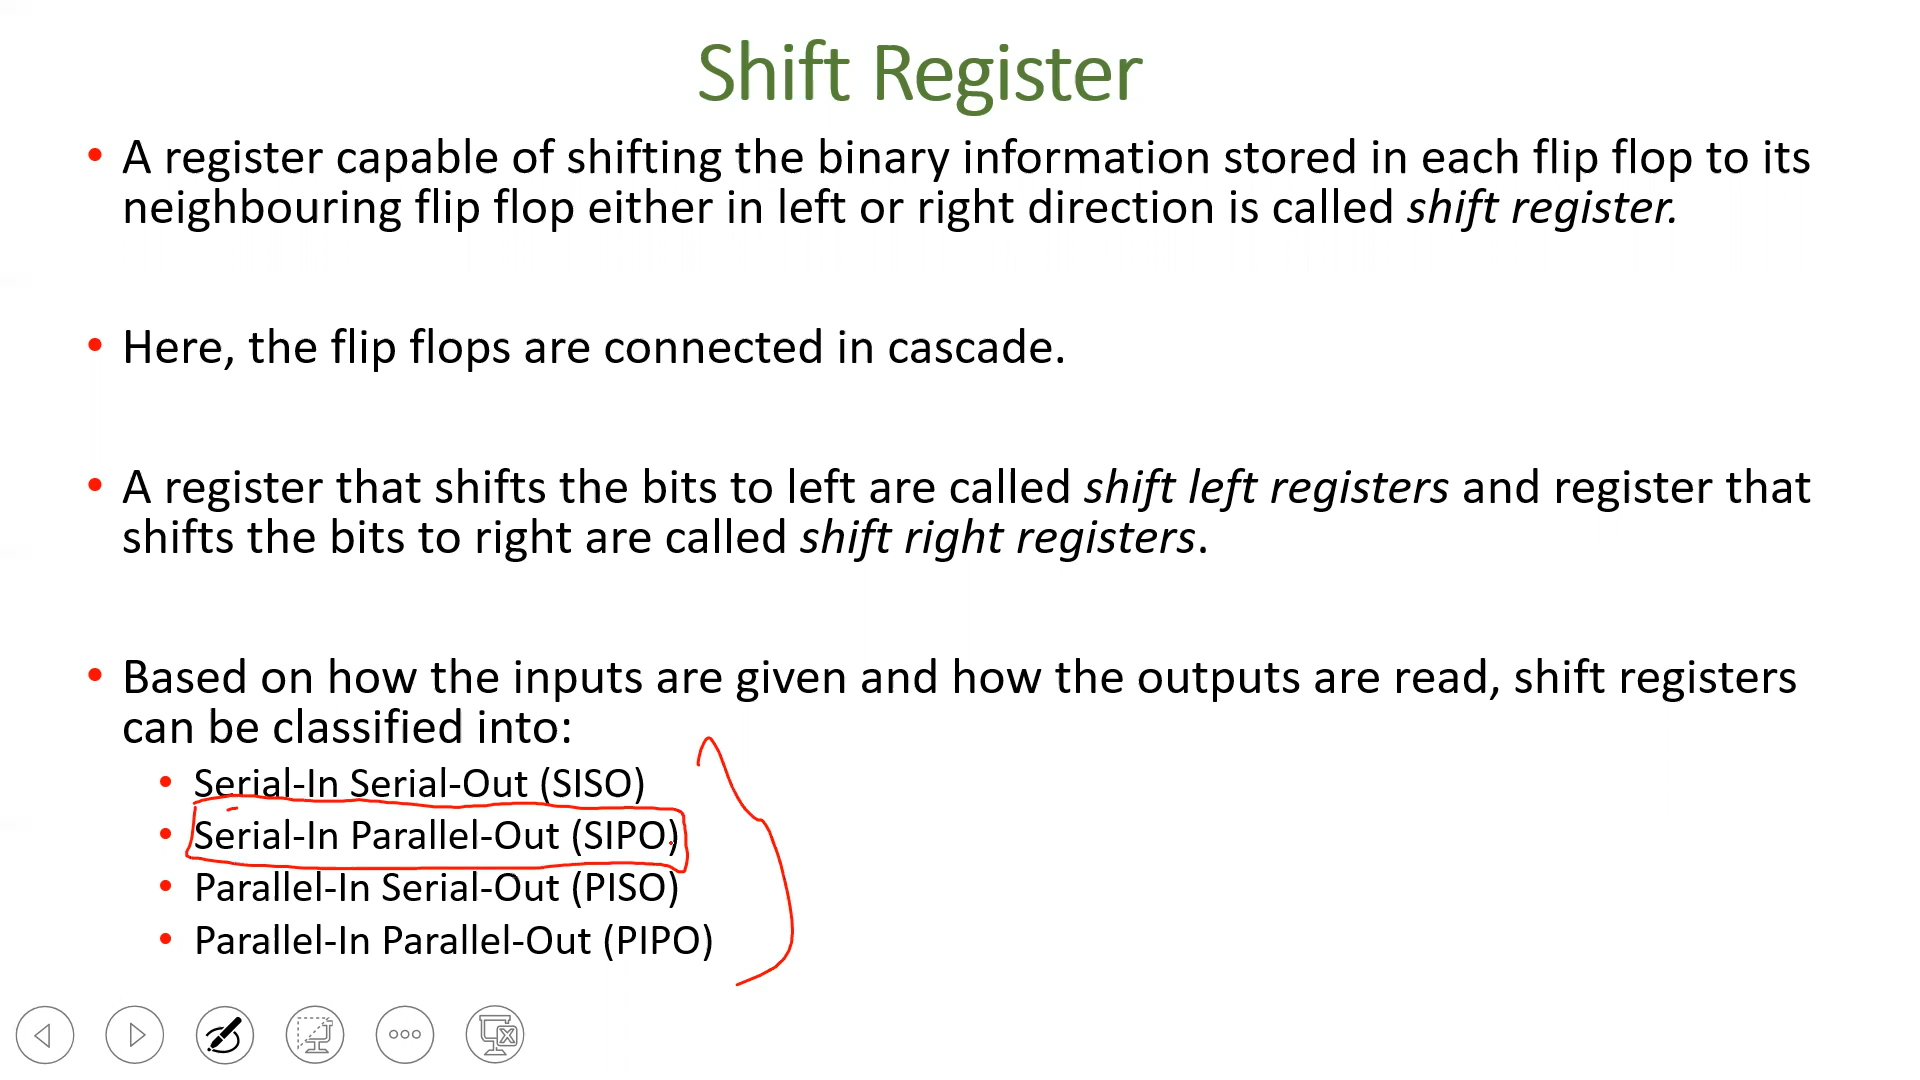 Shift Register
• A register capable of shifting the binary information stored in each flip flop to its
neighbouring flip flop either in left or right direction is called shift register.
• Here, the flip flops are connected in cascade.
• A register that shifts the bits to left are called shift left registers and register that
shifts the bits to right are called shift right registers.
• Based on how the inputs are given and how the outputs are read, shift registers
can be classified into:
• Serial-In Serial-Out (SISO)
• Serial-In Parallel-Out (SIPO)
• Parallel-In Serial-Out (PISO)
• Parallel-In Parallel-Out (PIPO)